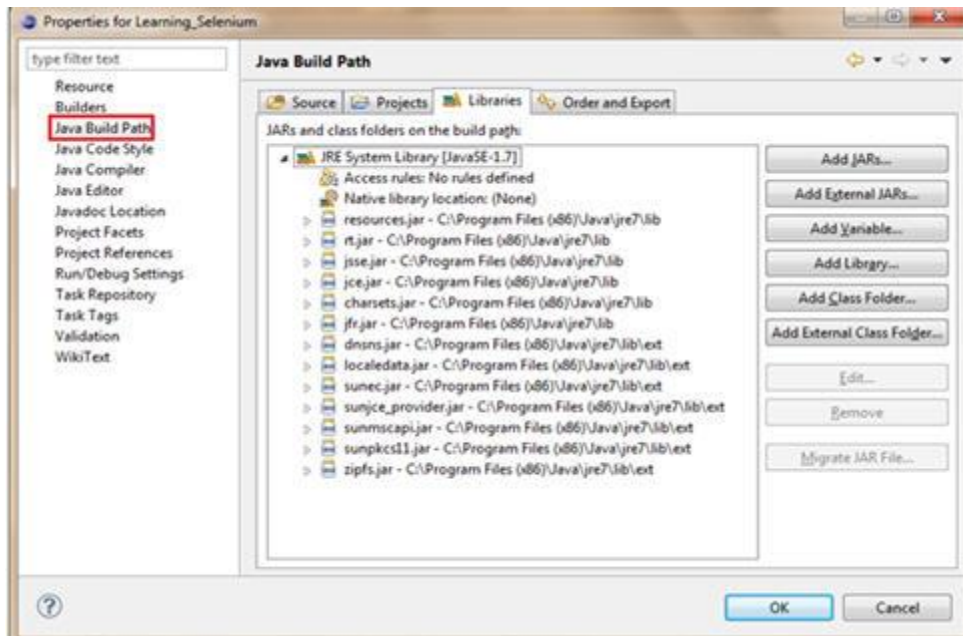 Properties for Learning_Selenium
type filter text
Resource
Builders
Java Build Path
Java Code Style
Java Compiler
Java Editor
Javadoc Location
Project Facets
Project References
Run/Debug Settings
Task Repository
Task Tags
Validation
WikiText
Java Build Path
Source
Projects
Libraries
Order and Export
JARs and class folders on the build path:
JRE System Library [JavaSE-1.7]
Access rules: No rules defined
Native library location: (None)
resources.jar - C:\Program Files (x86)\Java\jre7\lib
rt.jar - C:\Program Files (x86)\Java\jre7\lib
jsse.jar - C:\Program Files (x86)\Java\jre7\lib
jce.jar - C:\Program Files (x86)\Java\jre7\lib
charsets.jar - C:\Program Files (x86)\Java\jre7\lib
jfr.jar - C:\Program Files (x86)\Java\jre7\lib
dnsns.jar - C:\Program Files (x86)\Java\jre7\lib\ext
localedata.jar - C:\Program Files (x86)\Java\jre7\lib\ext
sunec.jar - C:\Program Files (x86)\Java\jre7\lib\ext
sunjce_provider.jar - C:\Program Files (x86)\Java\jre7\lib\ext
sunmscapi.jar - C:\Program Files (x86)\Java\jre7\lib\ext
sunpkcs11.jar - C:\Program Files (x86)\Java\jre7\lib\ext
zipfs.jar - C:\Program Files (x86)\Java\jre7\lib\ext
Add JARs...
Add External JARs...
Add Variable...
Add Library...
Add Class Folder...
Add External Class Folder...
Edit...
Remove
Migrate JAR File...
OK
Cancel